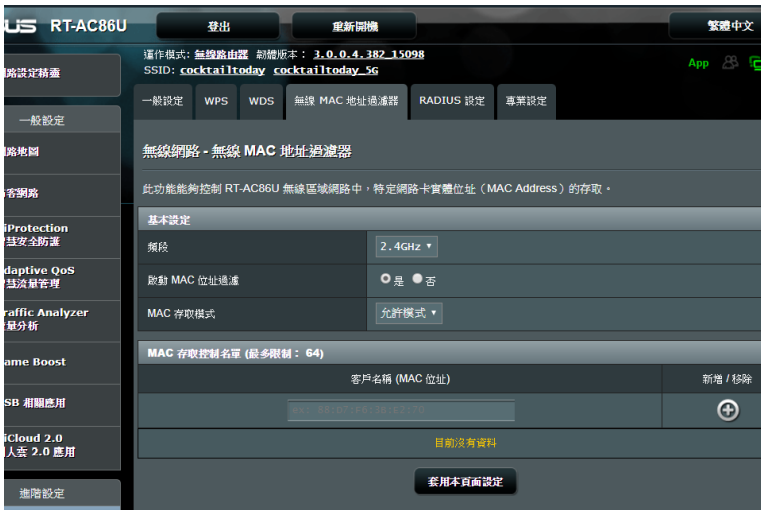 US RT-AC86U 登出 重新開機 繁體中文
運作模式: 無線路由器 韌體版本: 3.0.0.4.382_15098
SSID: cocktailtoday cocktailtoday_5G
App
路設定精靈
一般設定 WPS WDS 無線 MAC 地址過濾器 RADIUS 設定 專業設定
一般設定
路地圖
無線網路 - 無線 MAC 地址過濾器
客網路
此功能能夠控制 RT-AC86U 無線區域網路中,特定網路卡實體位址(MAC Address)的存取。
iProtection
智慧安全防護
基本設定
頻段 2.4GHz
daptive QoS
慧流量管理
啟動 MAC 位址過濾 是 否
raffic Analyzer
量分析
MAC 存取模式 允許模式
ame Boost
MAC 存取控制名單 (最多限制: 64)
客戶名稱 (MAC 位址) 新增 / 移除
SB 相關應用
iCloud 2.0
人雲 2.0 應用
目前沒有資料
套用本頁面設定
進階設定